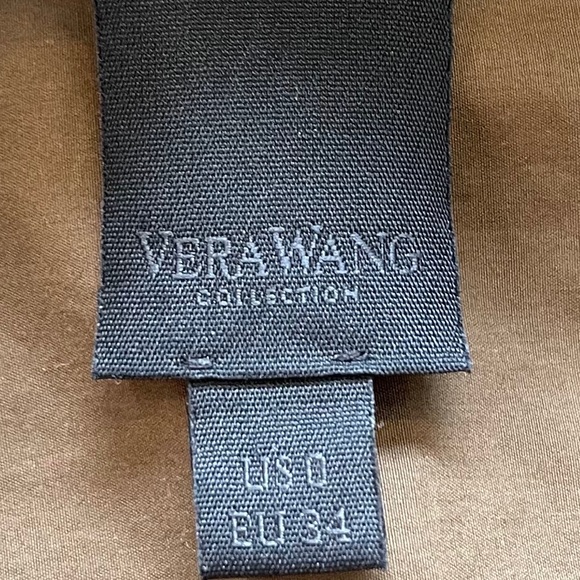 VERA WANG
COLLECTION
US 0
EU 34